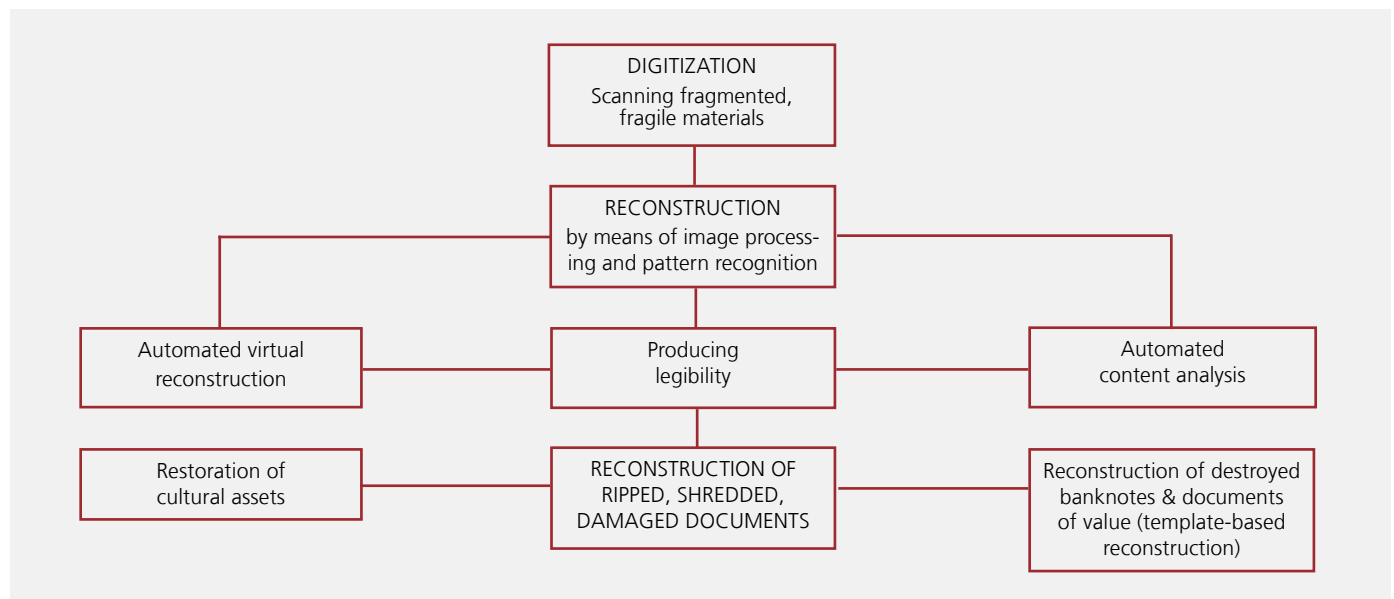 DIGITIZATION
Scanning fragmented,
fragile materials
RECONSTRUCTION
by means of image process-
ing and pattern recognition
Automated virtual
reconstruction
Producing
legibility
Automated
content analysis
Restoration of
cultural assets
RECONSTRUCTION OF
RIPPED, SHREDDED,
DAMAGED DOCUMENTS
Reconstruction of destroyed
banknotes & documents
of value (template-based
reconstruction)